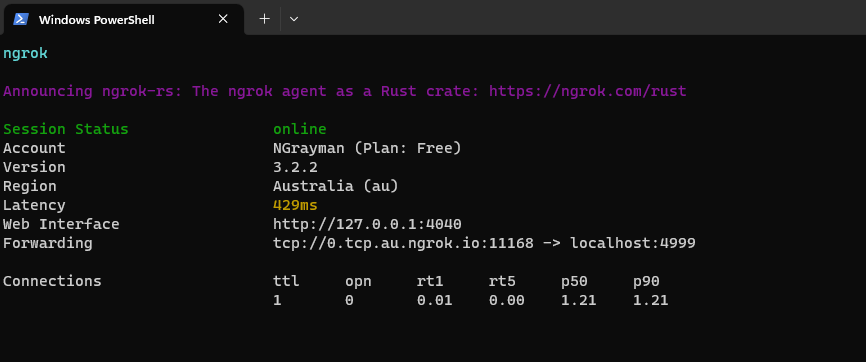 Windows PowerShell
ngrok
Announcing ngrok-rs: The ngrok agent as a Rust crate: https://ngrok.com/rust
Session Status online
Account NGrayman (Plan: Free)
Version 3.2.2
Region Australia (au)
Latency 429ms
Web Interface http://127.0.0.1:4040
Forwarding tcp://0.tcp.au.ngrok.io:11168 -> localhost:4999
Connections ttl opn rt1 rt5 p50 p90
1 0 0.01 0.00 1.21 1.21